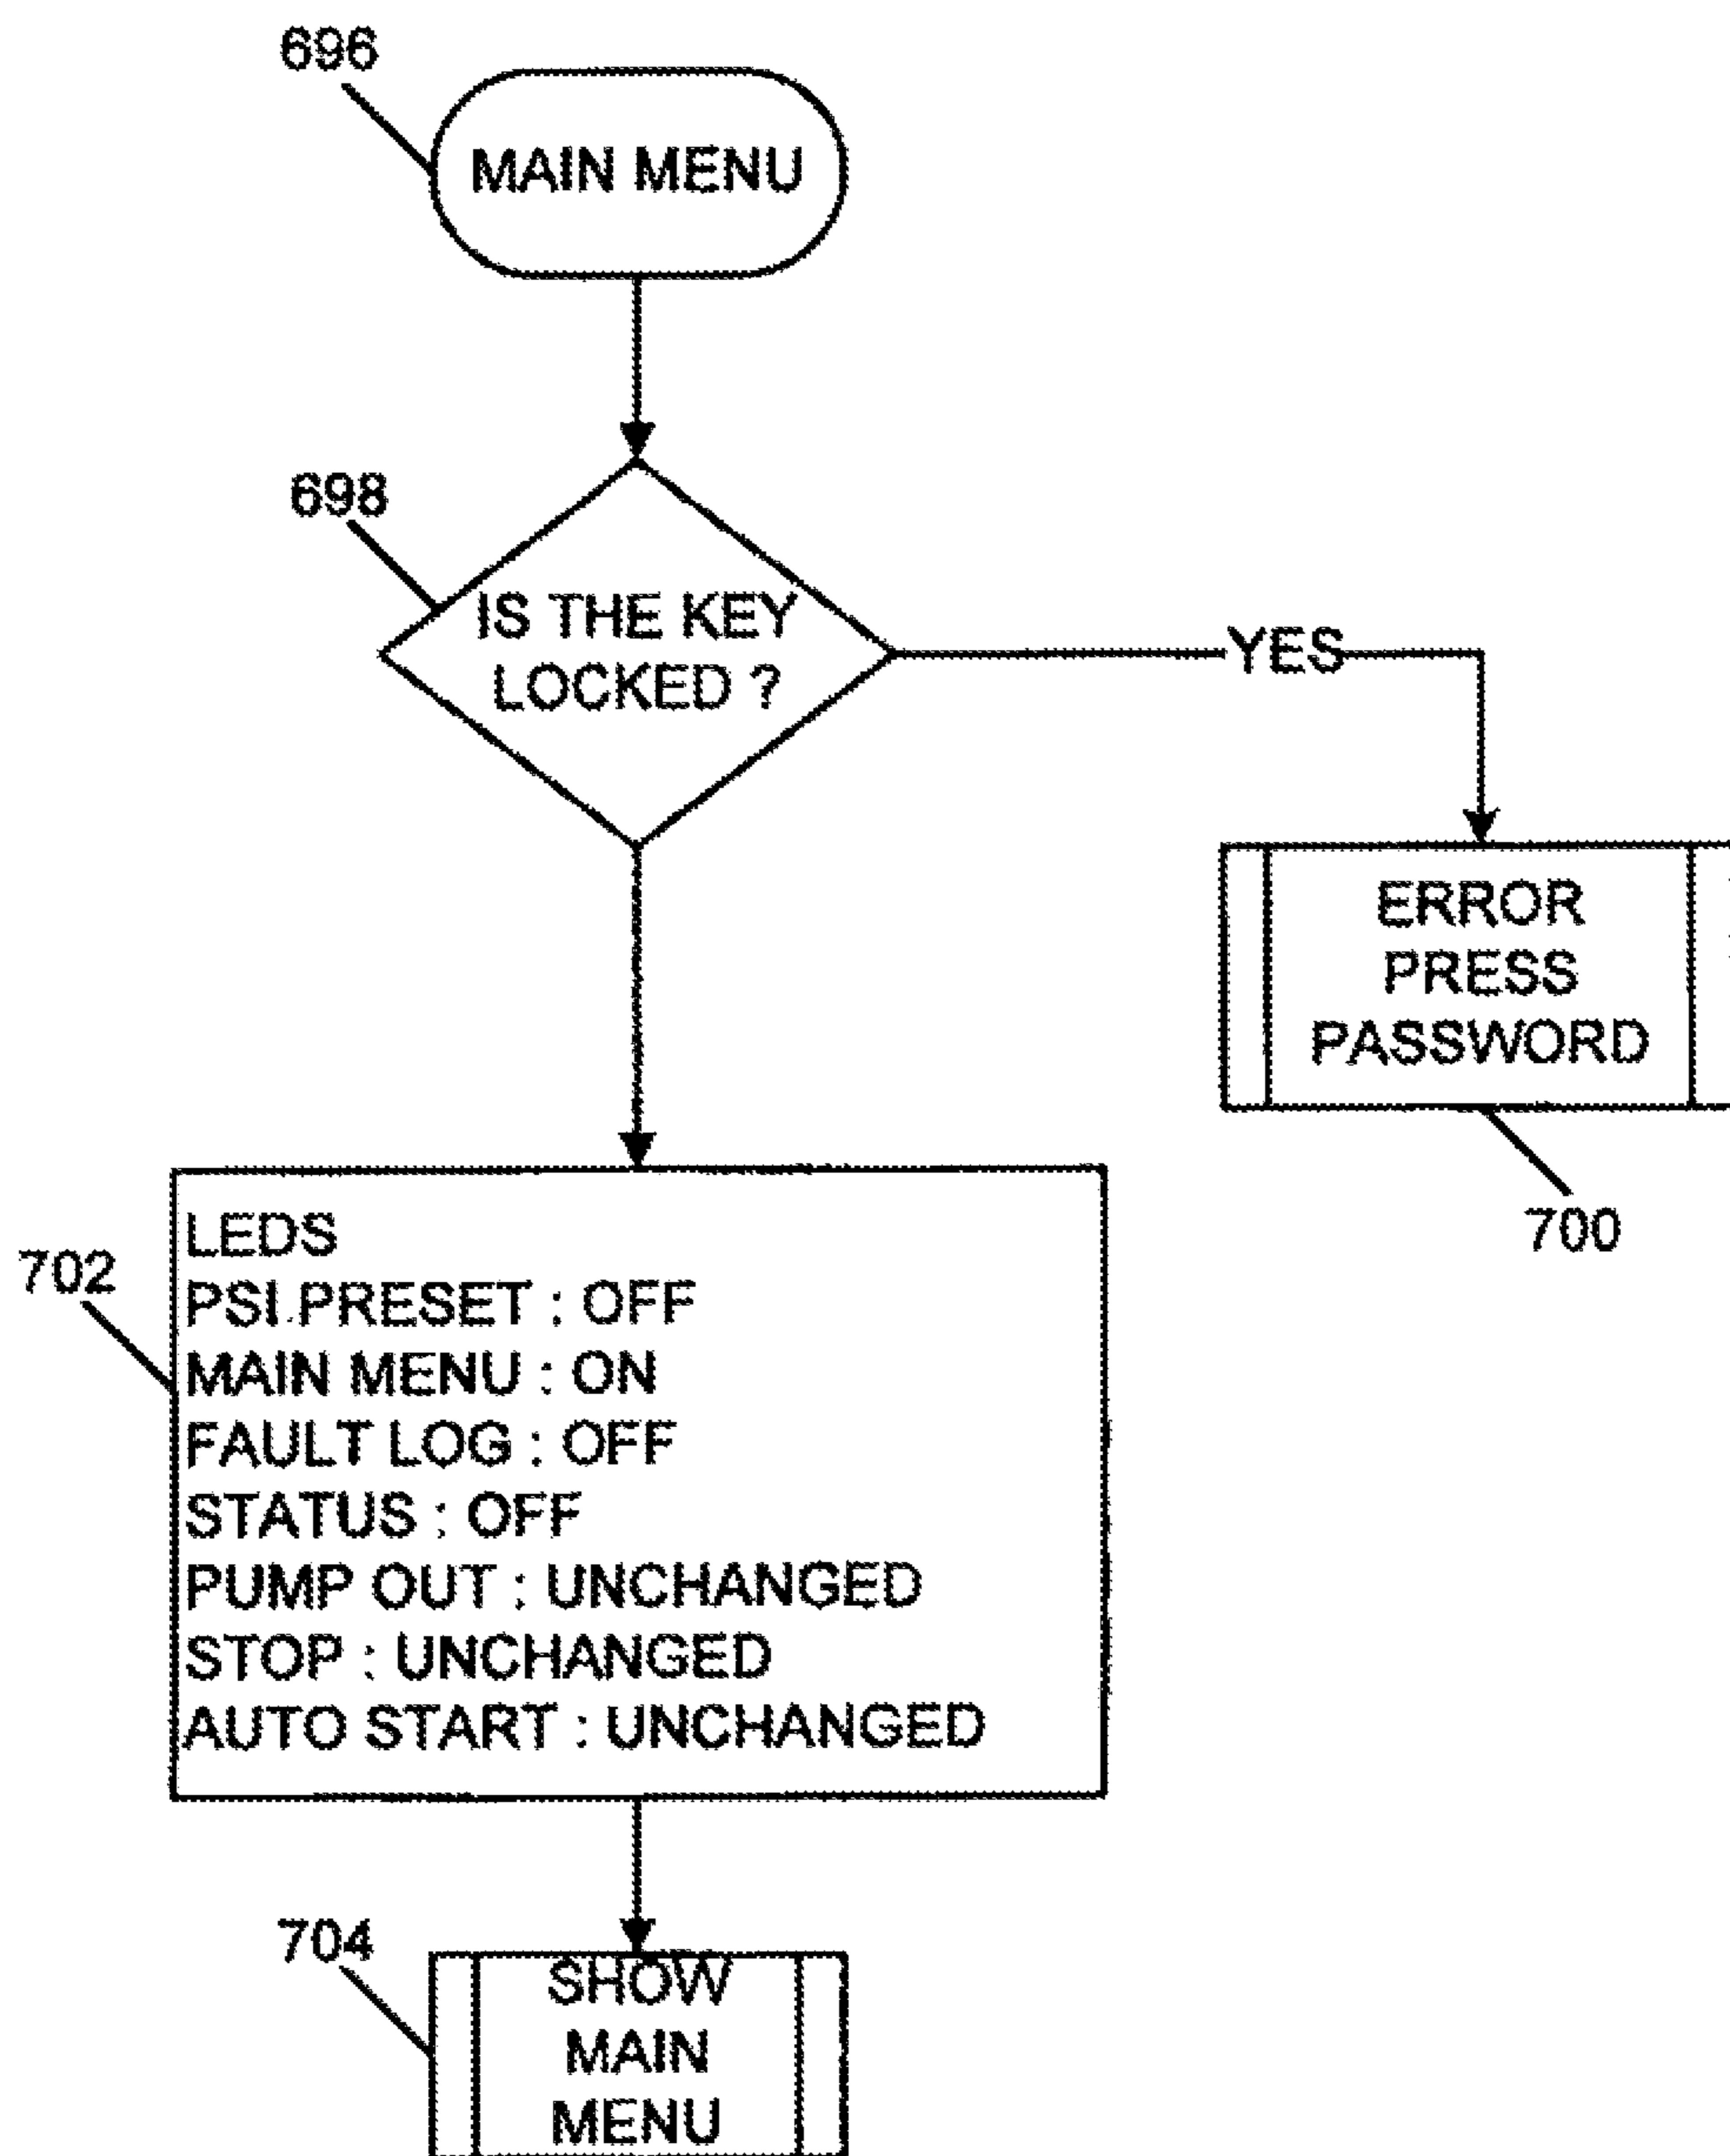 696
MAIN MENU
698
IS THE KEY
LOCKED ?
YES
ERROR
PRESS
PASSWORD
700
702
LEDS
PSI PRESET : OFF
MAIN MENU : ON
FAULT LOG : OFF
STATUS : OFF
PUMP OUT : UNCHANGED
STOP : UNCHANGED
AUTO START : UNCHANGED
704
SHOW
MAIN
MENU